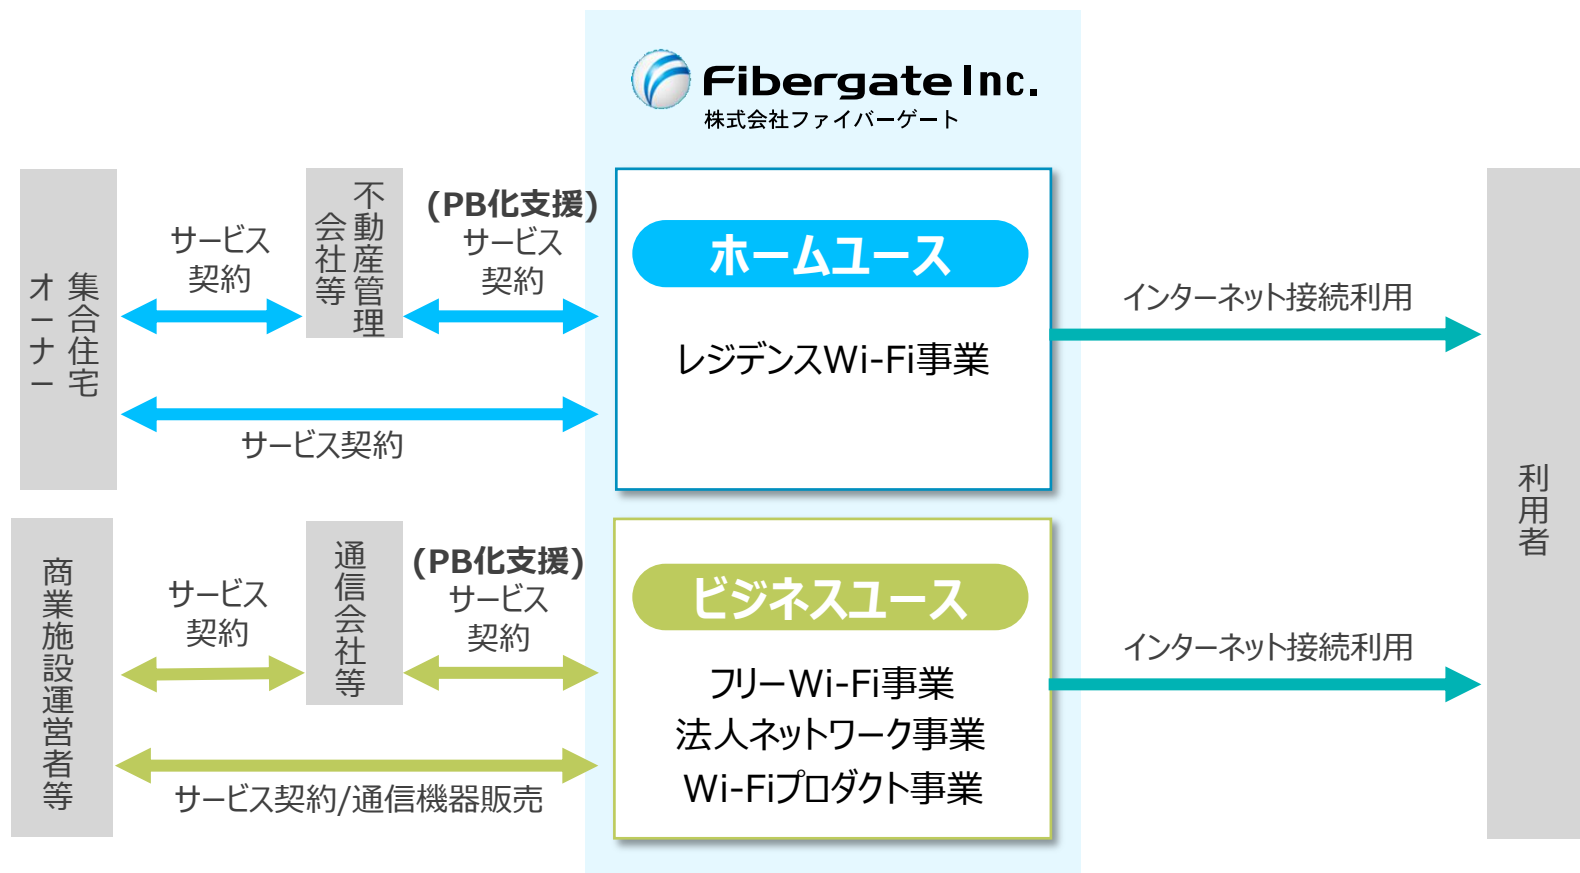 Fibergate Inc.
株式会社ファイバーゲート
集合住宅
オーナー
サービス
契約
不動産管理
会社等
(PB化支援)
サービス
契約
サービス契約
ホームユース
レジデンスWi-Fi事業
インターネット接続利用
商業施設運営者等
サービス
契約
通信会社等
(PB化支援)
サービス
契約
サービス契約/通信機器販売
ビジネスユース
フリーWi-Fi事業
法人ネットワーク事業
Wi-Fiプロダクト事業
インターネット接続利用
利用者